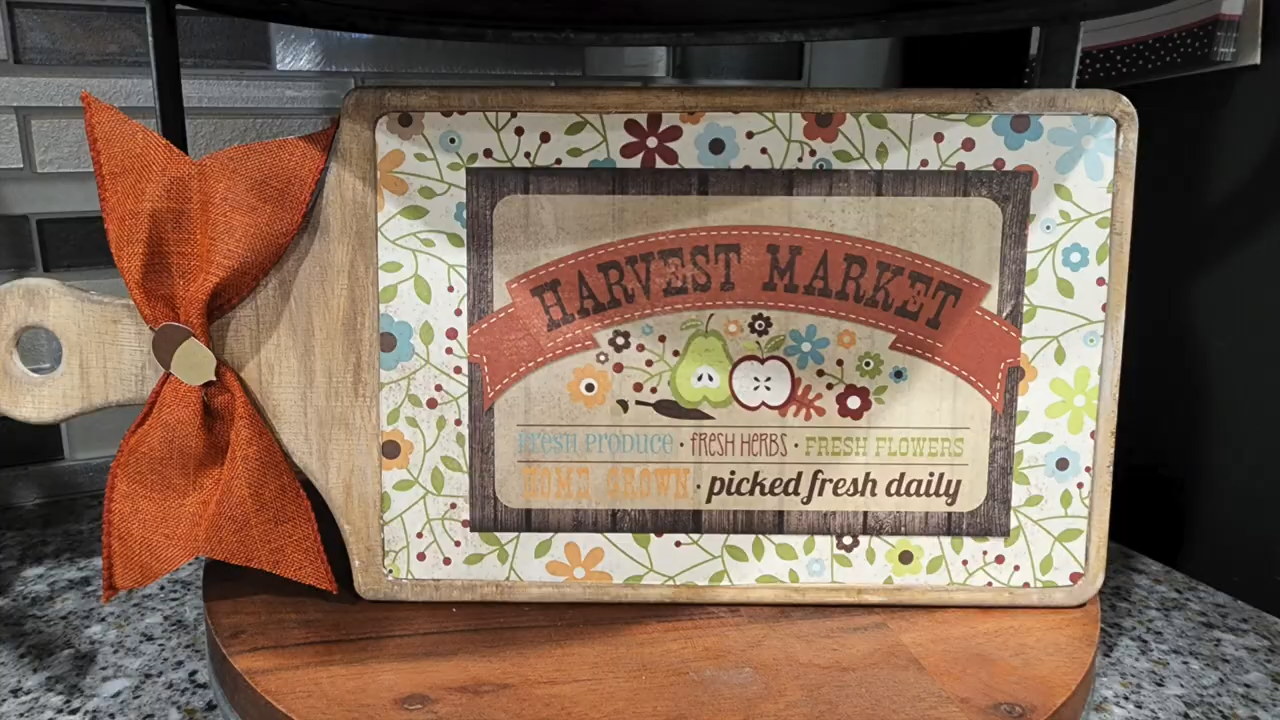 HARVEST MARKET
FRESH PRODUCE · FRESH HERBS · FRESH FLOWERS
HOME GROWN · picked fresh daily